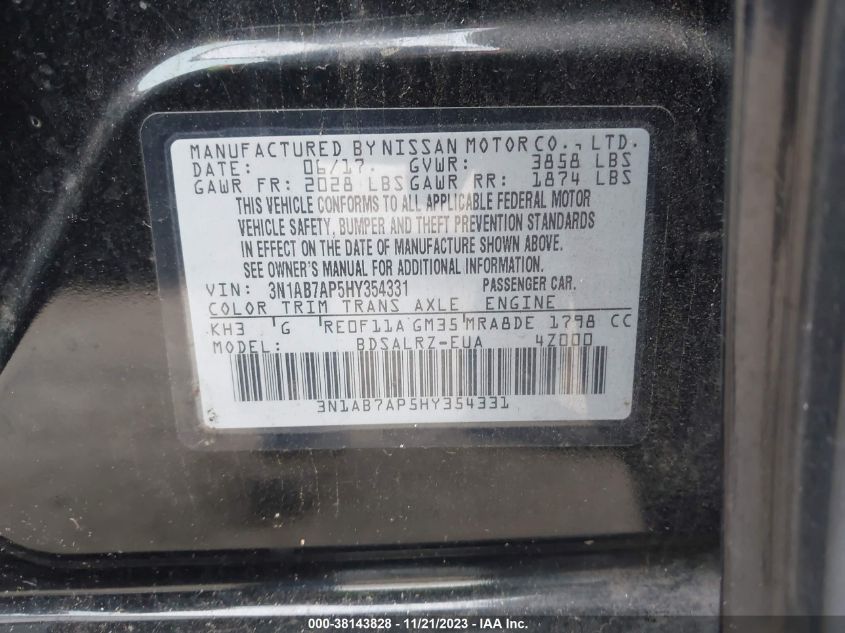 MANUFACTURED BY NISSAN MOTOR CO., LTD.
DATE: 06/17. GVWR: 3858 LBS
GAWR FR: 2028 LBS GAWR RR: 1874 LBS
THIS VEHICLE CONFORMS TO ALL APPLICABLE FEDERAL MOTOR
VEHICLE SAFETY, BUMPER AND THEFT PREVENTION STANDARDS
IN EFFECT ON THE DATE OF MANUFACTURE SHOWN ABOVE.
SEE OWNER'S MANUAL FOR ADDITIONAL INFORMATION.
VIN: 3N1AB7AP5HY354331 PASSENGER CAR.
COLOR TRIM TRANS AXLE ENGINE
KH3 G RE0F11A GM35 MRA8DE 1798 CC
MODEL: BDSALRZ-EUA 4Z000
3N1AB7AP5HY354331
000-38143828 - 11/21/2023 - IAAI.com